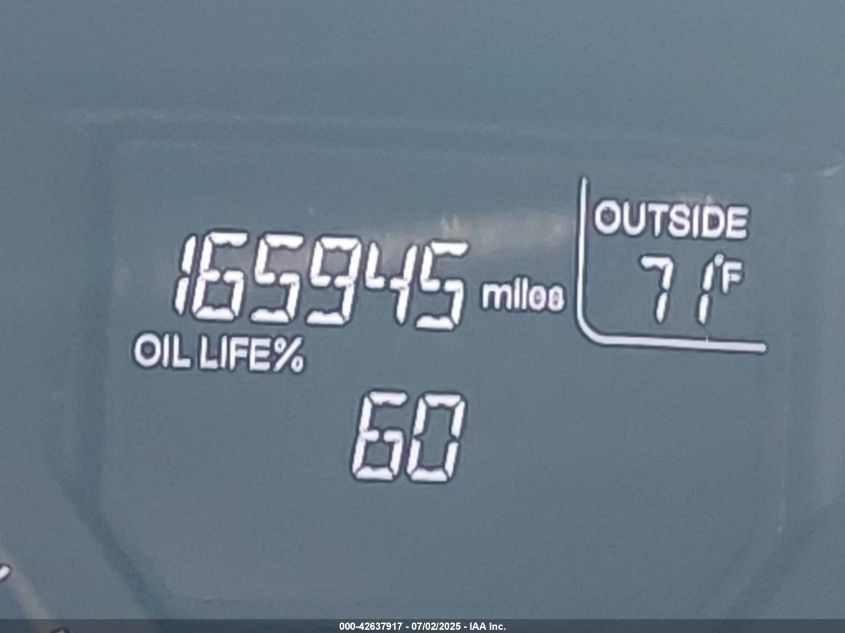 OUTSIDE
71°F
165945 miles
OIL LIFE%
60
000-42637917 - 07/02/2025 - IAA Inc.